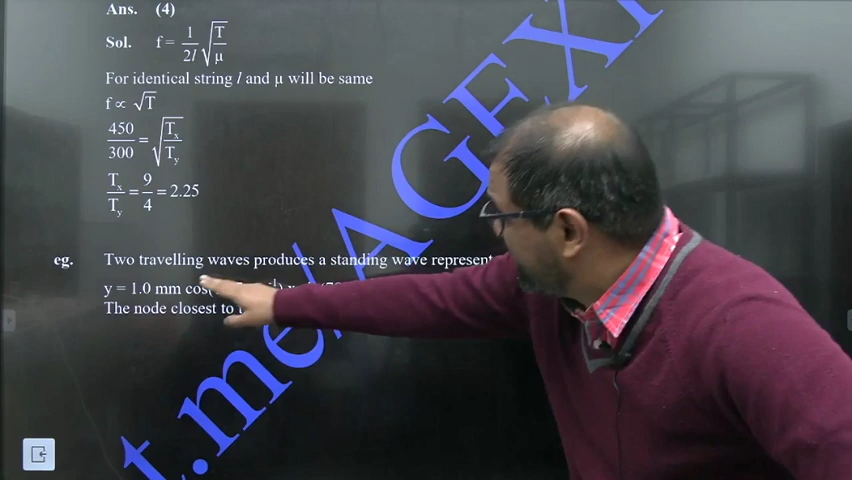 Ans. (4)
Sol. f = 1/2l √T/μ
For identical string l and μ will be same
f ∝ √T
450/300 = √Tx/Ty
Tx/Ty = 9/4 = 2.25
eg. Two travelling waves produces a standing wave represent
y = 1.0 mm cos(
The node closest to
t.me/AGEXI